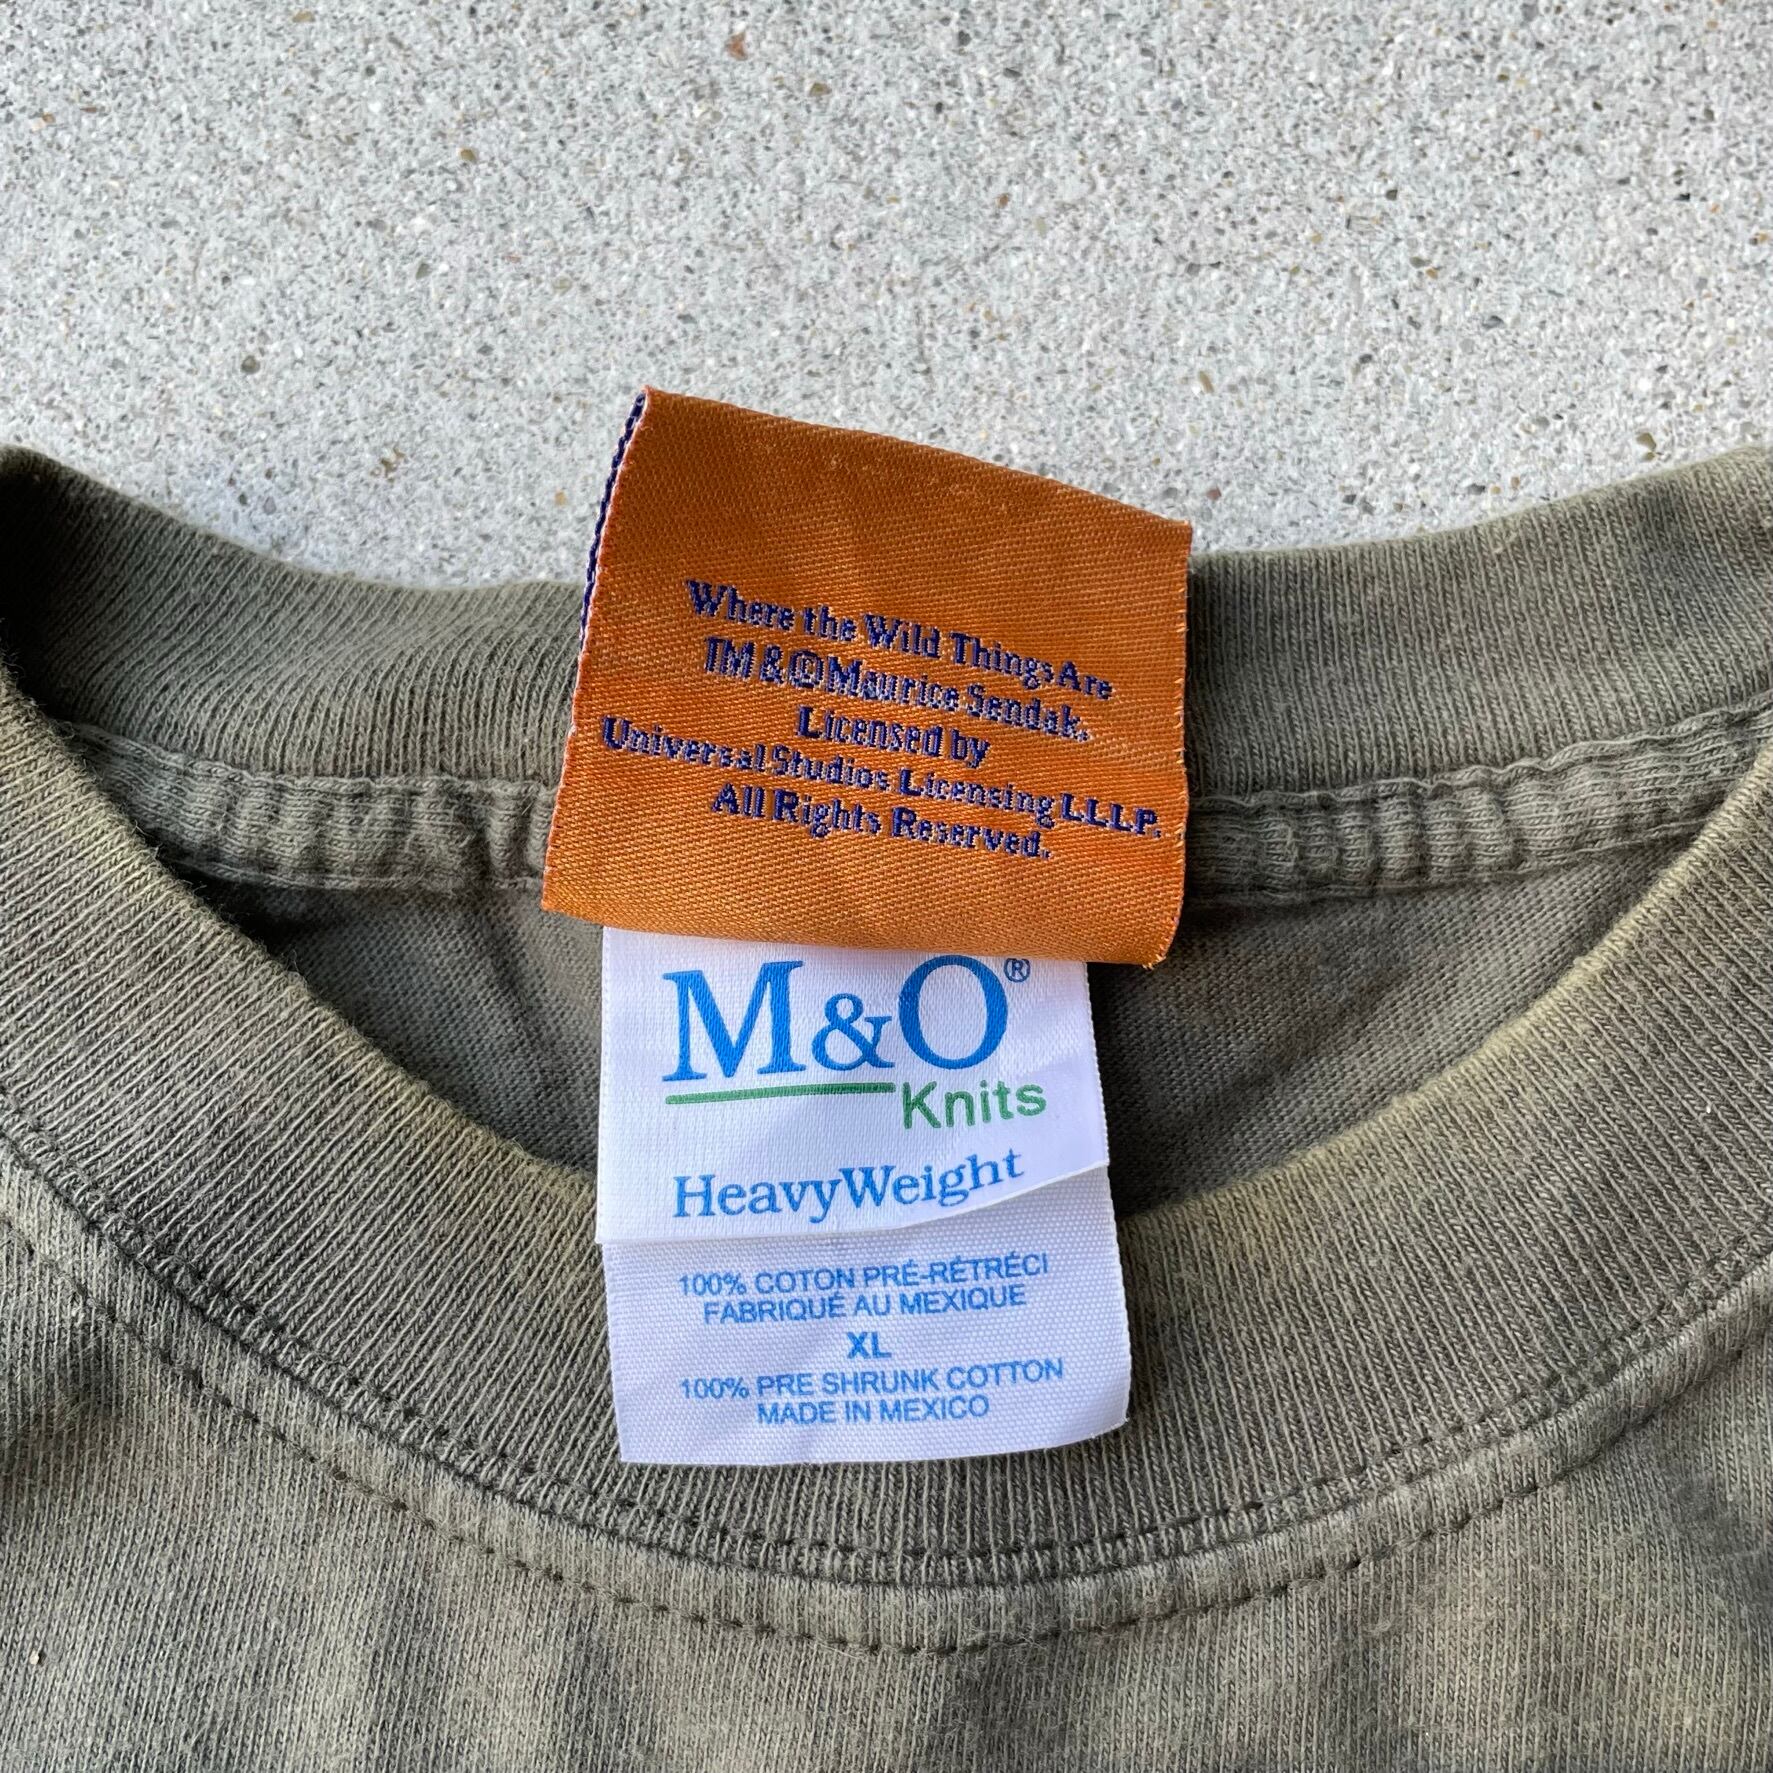 Where the Wild Things Are
TM & © Maurice Sendak.
Licensed by
Universal Studios Licensing LLLP.
All Rights Reserved.
M&O®
Knits
HeavyWeight
100% COTON PRÉ-RÉTRÉCI
FABRIQUÉ AU MEXIQUE
XL
100% PRE SHRUNK COTTON
MADE IN MEXICO